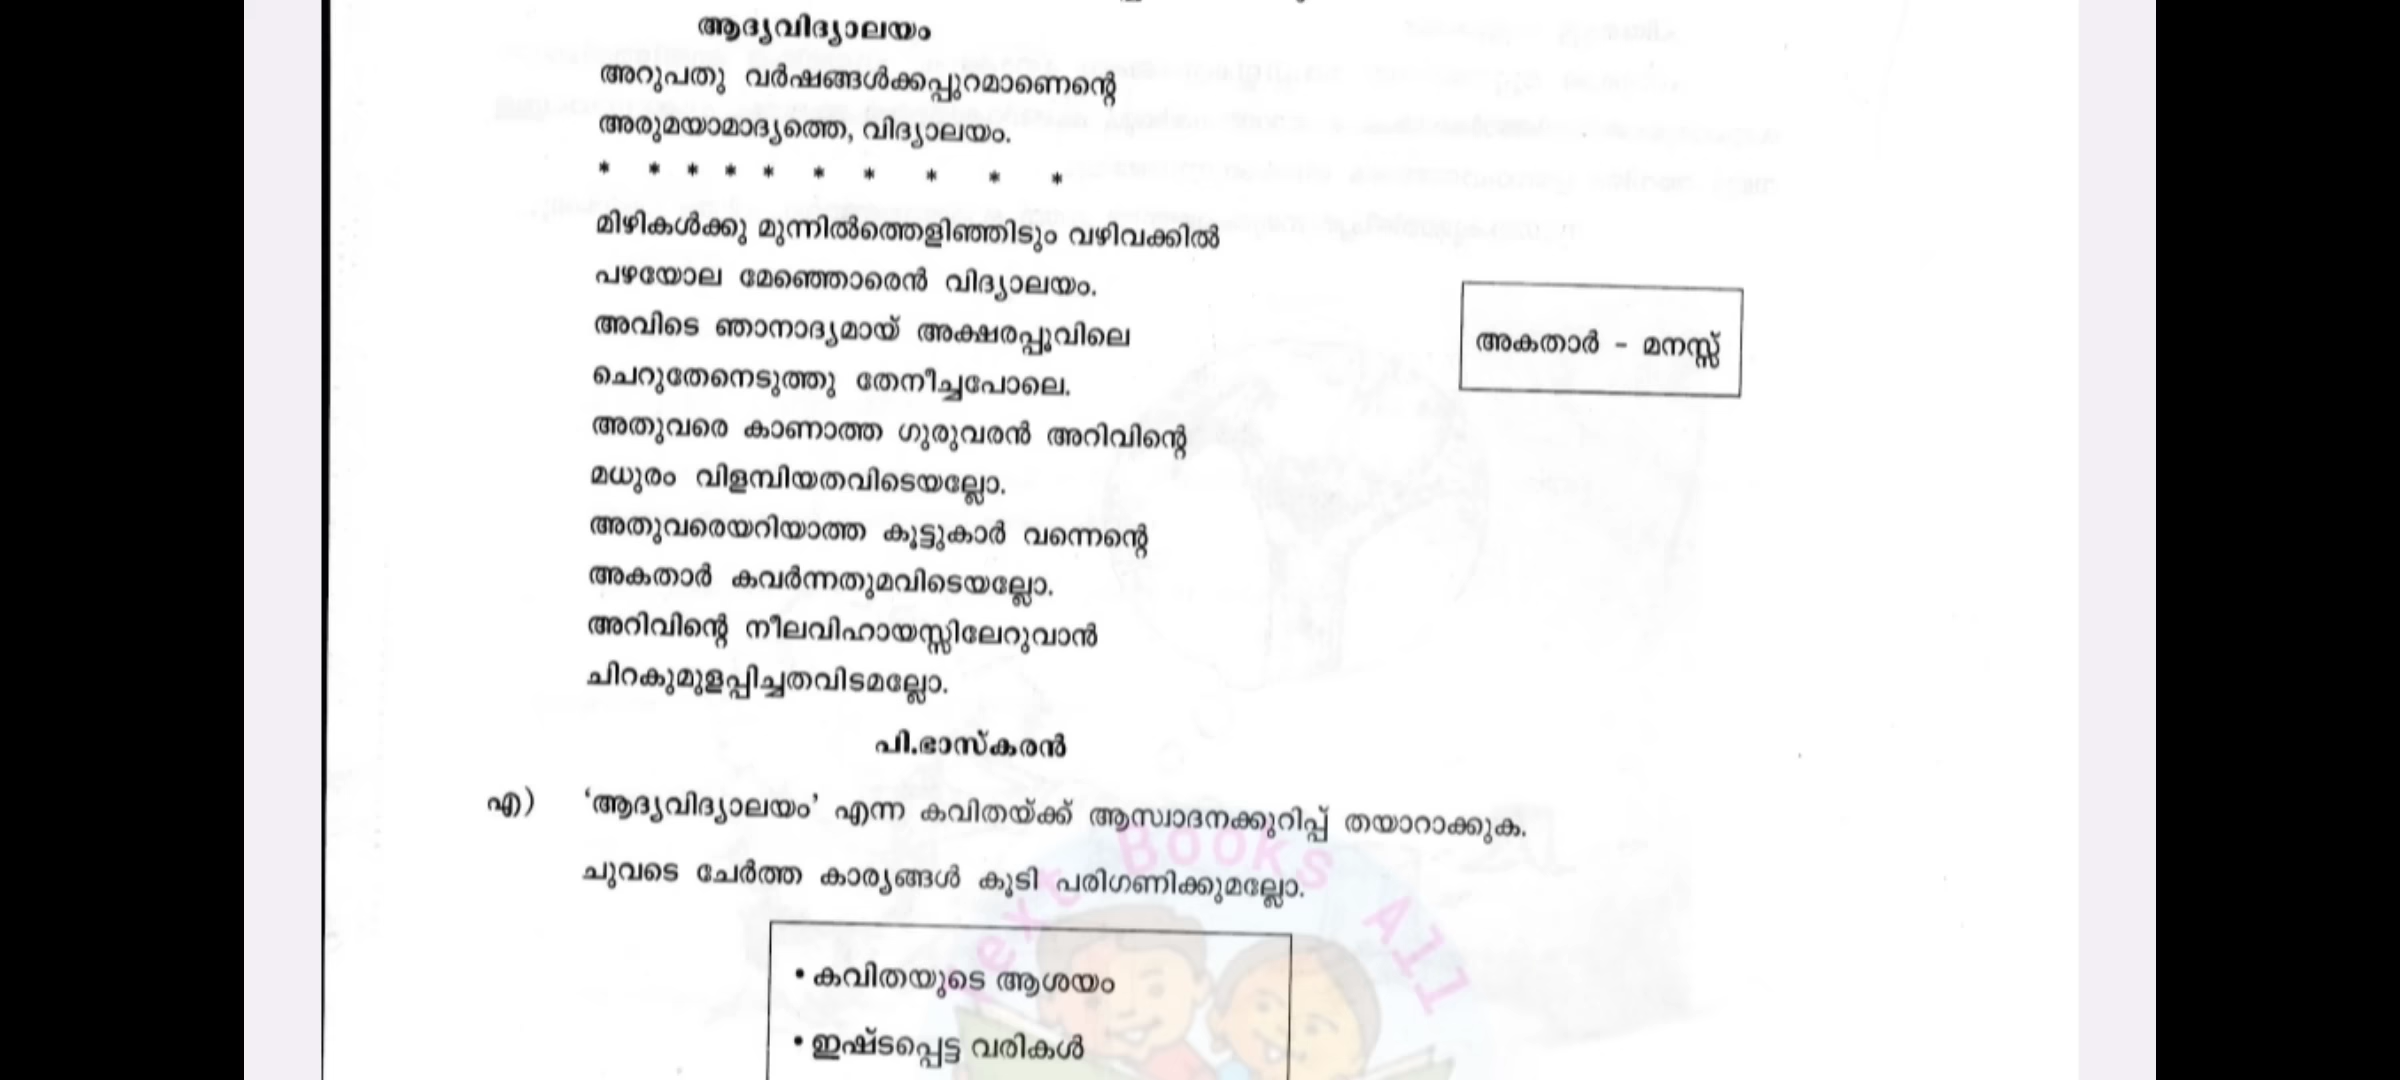 ആദ്യവിദ്യാലയം
അറുപതു വർഷങ്ങൾക്കപ്പുറമാണെന്റെ
അരുമയാമാദ്യത്തെ, വിദ്യാലയം.
* * * * * * * * * *
മിഴികൾക്കു മുന്നിൽത്തെളിഞ്ഞിടും വഴിവക്കിൽ
പഴയോല മേഞ്ഞൊരെൻ വിദ്യാലയം.
അവിടെ ഞാനാദ്യമായ് അക്ഷരപ്പൂവിലെ
ചെറുതേനെടുത്തു തേനീച്ചപോലെ.
അതുവരെ കാണാത്ത ഗുരുവരൻ അറിവിന്റെ
മധുരം വിളമ്പിയതവിടെയല്ലോ.
അതുവരെയറിയാത്ത കൂട്ടുകാർ വന്നെന്റെ
അകതാർ കവർന്നതുമവിടെയല്ലോ.
അറിവിന്റെ നീലവിഹായസ്സിലേറുവാൻ
ചിറകുമുളപ്പിച്ചതവിടമല്ലോ.
പി.ഭാസ്കരൻ
അകതാർ - മനസ്സ്
എ) 'ആദ്യവിദ്യാലയം' എന്ന കവിതയ്ക്ക് ആസ്വാദനക്കുറിപ്പ് തയാറാക്കുക.
ചുവടെ ചേർത്ത കാര്യങ്ങൾ കൂടി പരിഗണിക്കുമല്ലോ.
• കവിതയുടെ ആശയം
• ഇഷ്ടപ്പെട്ട വരികൾ
Text Books All